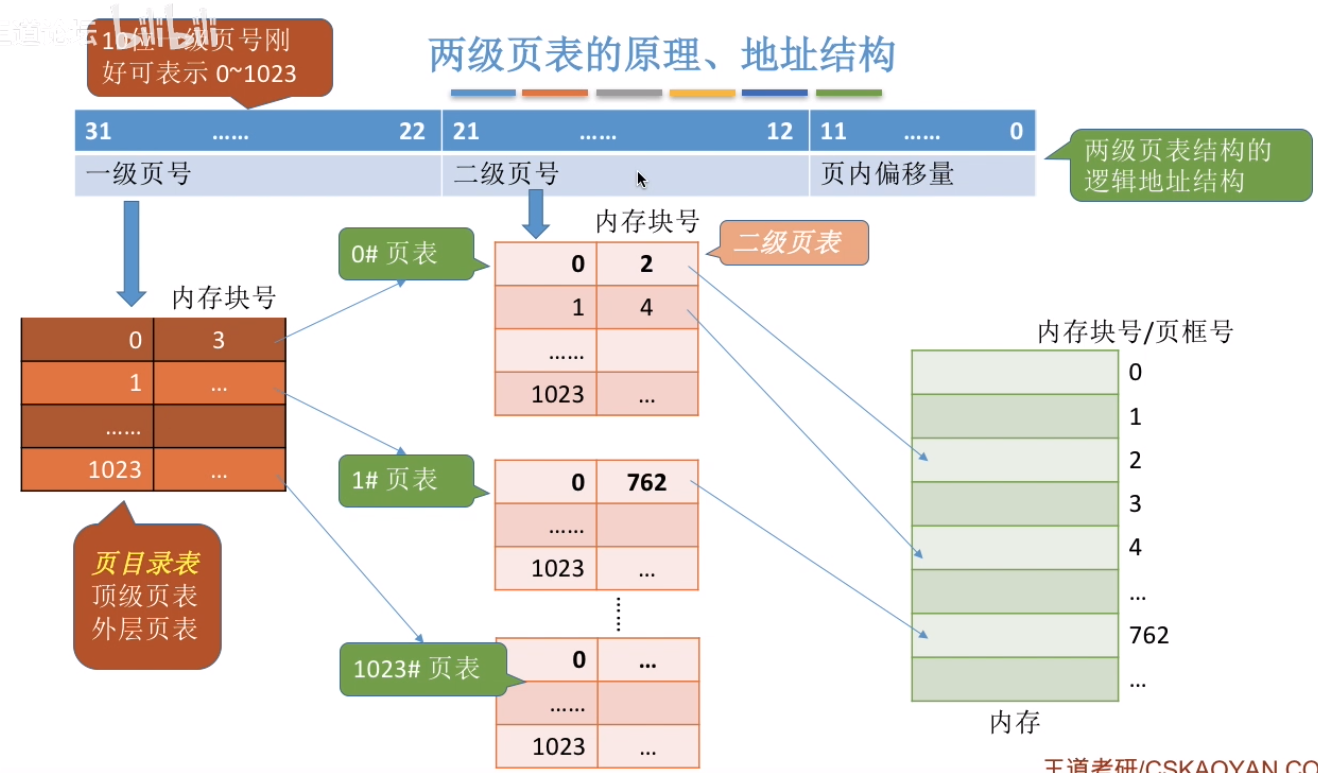 王道论坛 bilibili
10位一级页号刚
好可表示 0~1023
两级页表的原理、地址结构
31 …… 22 21 …… 12 11 …… 0
一级页号 二级页号 页内偏移量
两级页表结构的
逻辑地址结构
内存块号
0 3
1 ...
……
1023 ...
页目录表
顶级页表
外层页表
0# 页表
内存块号
二级页表
0 2
1 4
……
1023 ...
1# 页表
0 762
……
1023 ...
1023# 页表
0 ...
……
1023 ...
内存块号/页框号
0
1
2
3
4
...
762
...
内存
王道考研/CSKAOYAN.CO